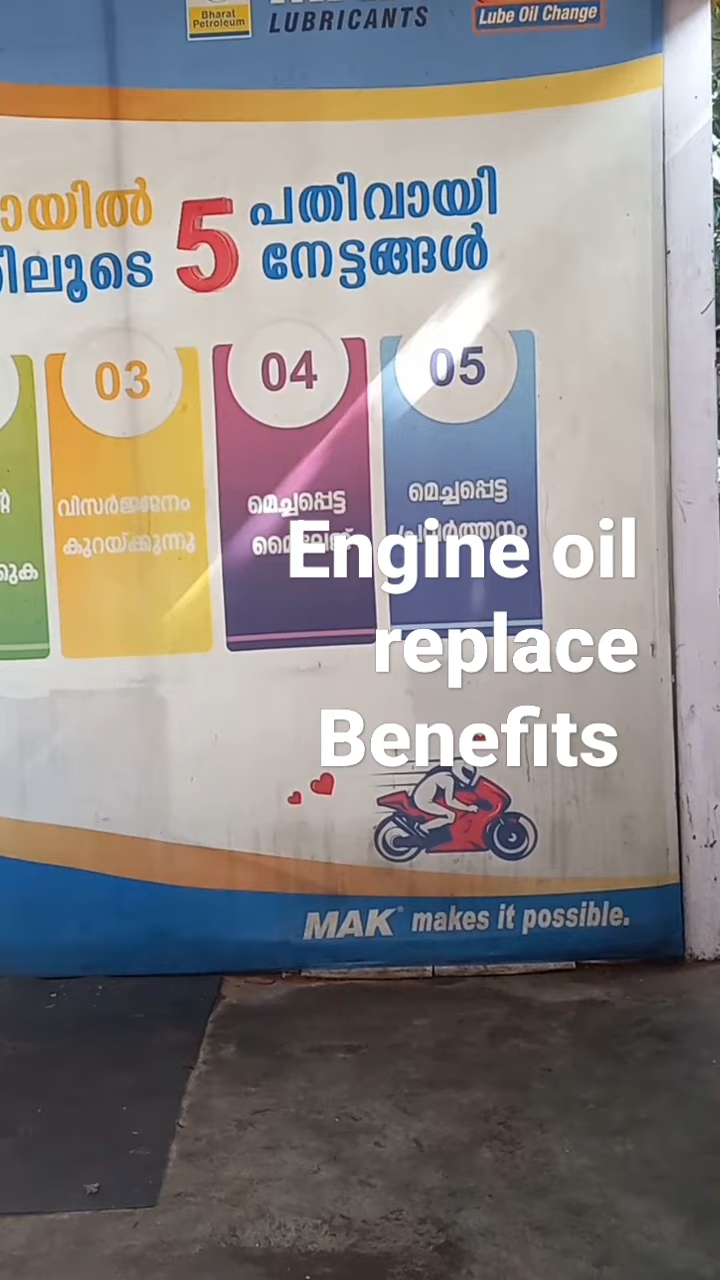 Bharat
Petroleum
LUBRICANTS
Lube Oil Change
പതിവായി
5
നേട്ടങ്ങൾ
03
വിസർജ്ജനം
കുറയ്ക്കുന്നു
04
മെച്ചപ്പെട്ട
05
മെച്ചപ്പെട്ട
Engine oil
replace
Benefits
MAK makes it possible.